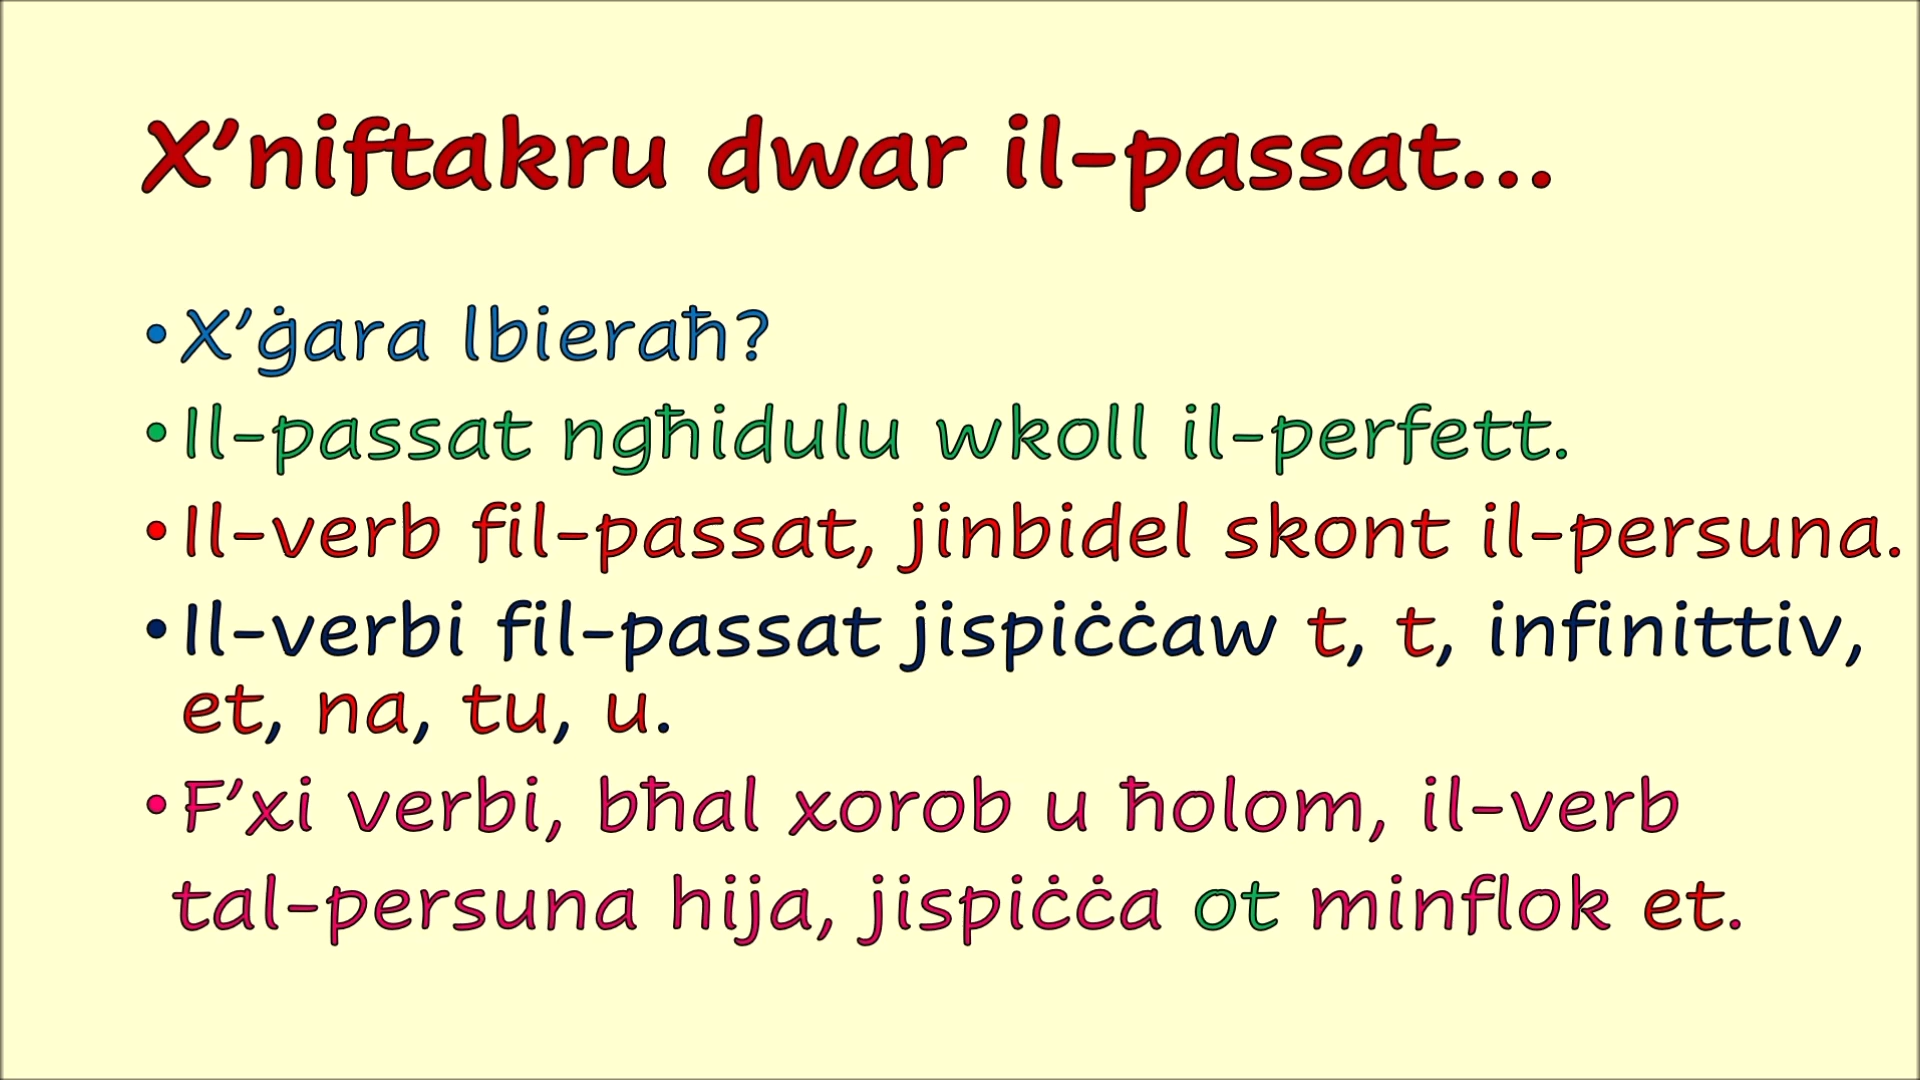 X’niftakru dwar il-passat...
• X’ġara lbieraħ?
• Il-passat ngħidulu wkoll il-perfett.
• Il-verb fil-passat, jinbidel skont il-persuna.
• Il-verbi fil-passat jispiċċaw t, t, infinittiv,
et, na, tu, u.
• F’xi verbi, bħal xorob u ħolom, il-verb
tal-persuna hija, jispiċċa ot minflok et.